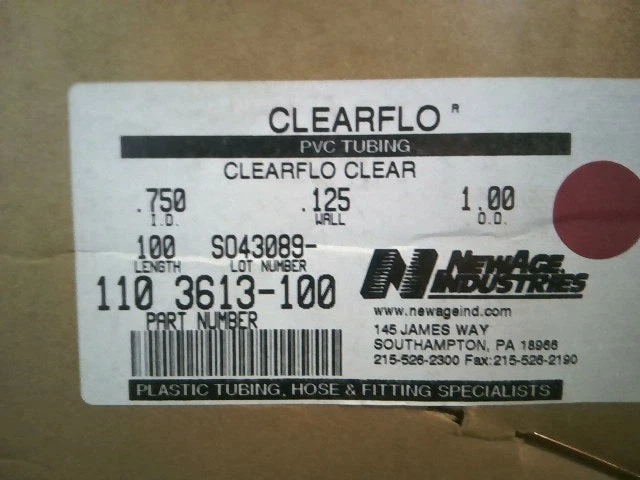 CLEARFLO ®
PVC TUBING
CLEARFLO CLEAR
.750 .125 1.00
I.D. WALL O.D.
100 SO43089-
LENGTH LOT NUMBER
110 3613-100
PART NUMBER
N NEWAGE
INDUSTRIES
www.newageind.com
145 JAMES WAY
SOUTHAMPTON, PA 18966
215-526-2300 Fax:215-526-2190
PLASTIC TUBING, HOSE & FITTING SPECIALISTS